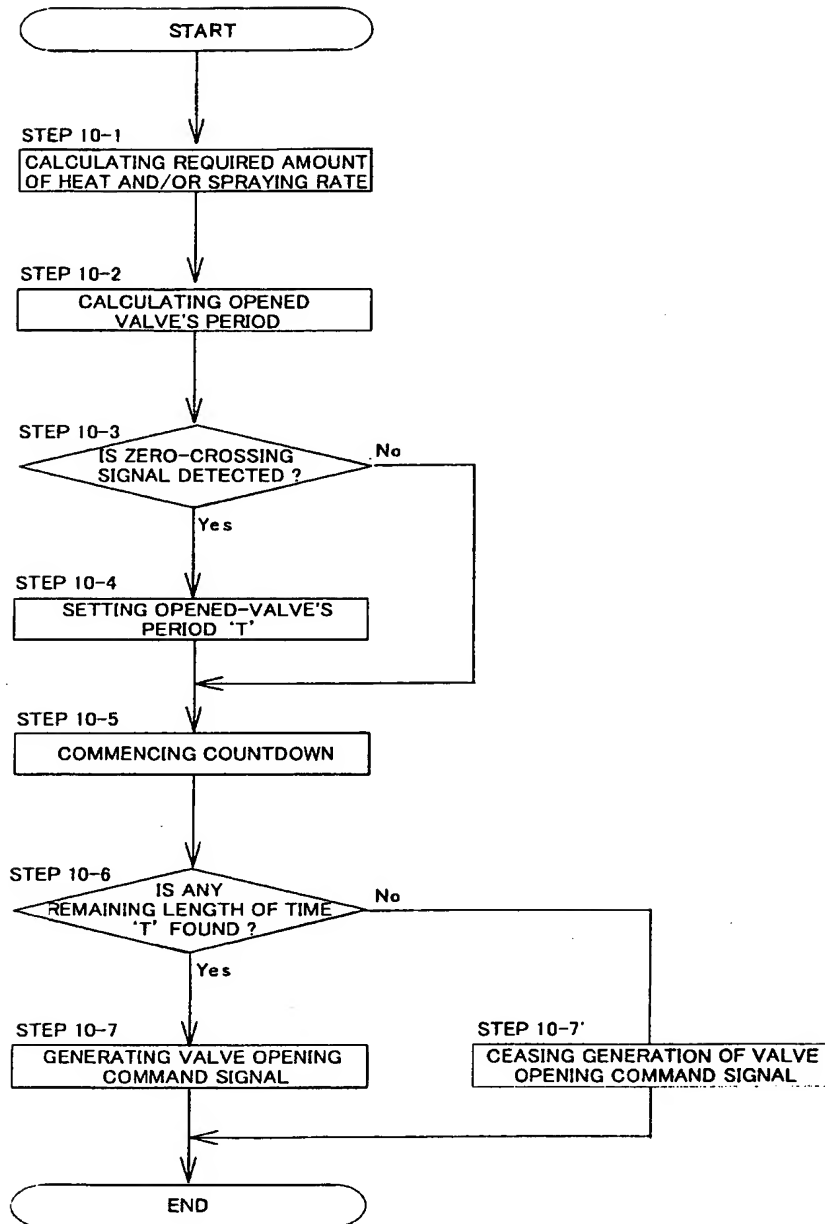 START
STEP 10-1
CALCULATING REQUIRED AMOUNT
OF HEAT AND/OR SPRAYING RATE
STEP 10-2
CALCULATING OPENED
VALVE'S PERIOD
STEP 10-3
IS ZERO-CROSSING
SIGNAL DETECTED ?
No
Yes
STEP 10-4
SETTING OPENED-VALVE'S
PERIOD 'T'
STEP 10-5
COMMENCING COUNTDOWN
STEP 10-6
IS ANY
REMAINING LENGTH OF TIME
'T' FOUND ?
No
Yes
STEP 10-7
GENERATING VALVE OPENING
COMMAND SIGNAL
STEP 10-7'
CEASING GENERATION OF VALVE
OPENING COMMAND SIGNAL
END